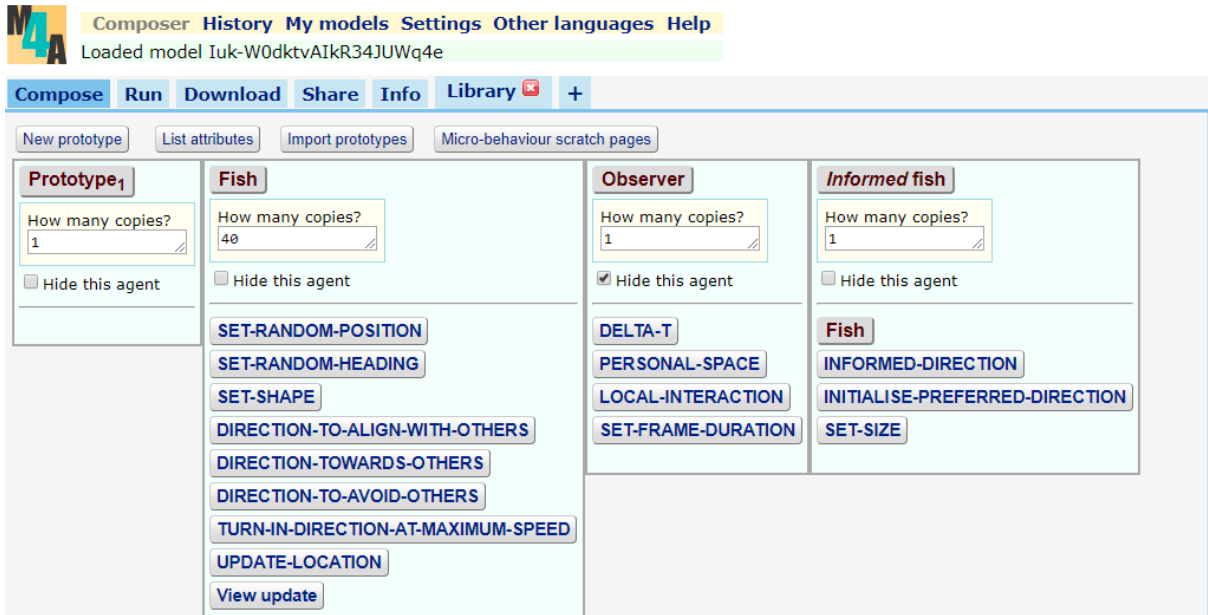 M4A
Composer History My models Settings Other languages Help
Loaded model Iuk-W0dktvAIkR34JUWq4e
Compose Run Download Share Info Library +
New prototype List attributes Import prototypes Micro-behaviour scratch pages
Prototype₁
How many copies?
1
Hide this agent
Fish
How many copies?
40
Hide this agent
SET-RANDOM-POSITION
SET-RANDOM-HEADING
SET-SHAPE
DIRECTION-TO-ALIGN-WITH-OTHERS
DIRECTION-TOWARDS-OTHERS
DIRECTION-TO-AVOID-OTHERS
TURN-IN-DIRECTION-AT-MAXIMUM-SPEED
UPDATE-LOCATION
View update
Observer
How many copies?
1
Hide this agent
DELTA-T
PERSONAL-SPACE
LOCAL-INTERACTION
SET-FRAME-DURATION
Informed fish
How many copies?
1
Hide this agent
Fish
INFORMED-DIRECTION
INITIALISE-PREFERRED-DIRECTION
SET-SIZE